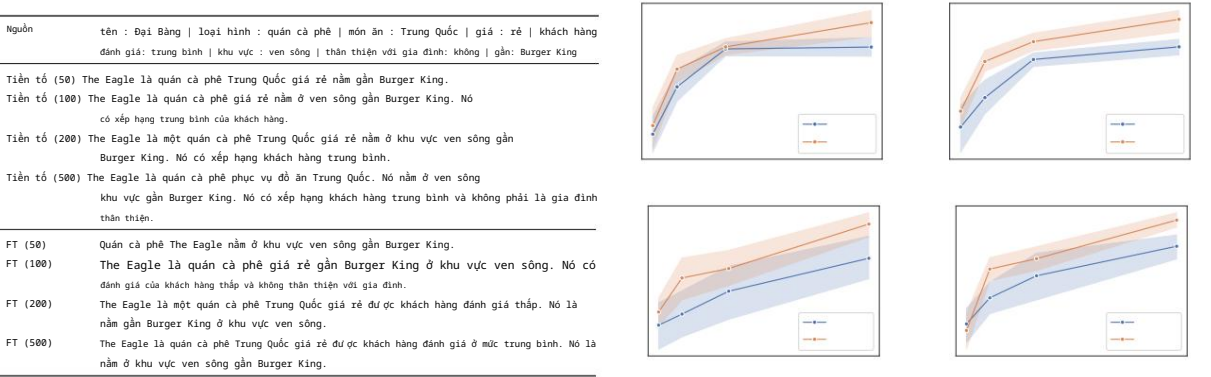 Nguồn tên : Đại Bàng | loại hình : quán cà phê | món ăn : Trung Quốc | giá : rẻ | khách hàng
đánh giá: trung bình | khu vực : ven sông | thân thiện với gia đình: không | gần: Burger King
Tiền tố (50) The Eagle là quán cà phê Trung Quốc giá rẻ nằm gần Burger King.
Tiền tố (100) The Eagle là quán cà phê giá rẻ nằm ở ven sông gần Burger King. Nó
có xếp hạng trung bình của khách hàng.
Tiền tố (200) The Eagle là một quán cà phê Trung Quốc giá rẻ nằm ở khu vực ven sông gần
Burger King. Nó có xếp hạng khách hàng trung bình.
Tiền tố (500) The Eagle là quán cà phê phục vụ đồ ăn Trung Quốc. Nó nằm ở ven sông
khu vực gần Burger King. Nó có xếp hạng khách hàng trung bình và không phải là gia đình
thân thiện.
FT (50) Quán cà phê The Eagle nằm ở khu vực ven sông gần Burger King.
FT (100) The Eagle là quán cà phê giá rẻ gần Burger King ở khu vực ven sông. Nó có
đánh giá của khách hàng thấp và không thân thiện với gia đình.
FT (200) The Eagle là một quán cà phê Trung Quốc giá rẻ được khách hàng đánh giá thấp. Nó là
nằm gần Burger King ở khu vực ven sông.
FT (500) The Eagle là quán cà phê Trung Quốc giá rẻ được khách hàng đánh giá ở mức trung bình. Nó là
nằm ở khu vực ven sông gần Burger King.